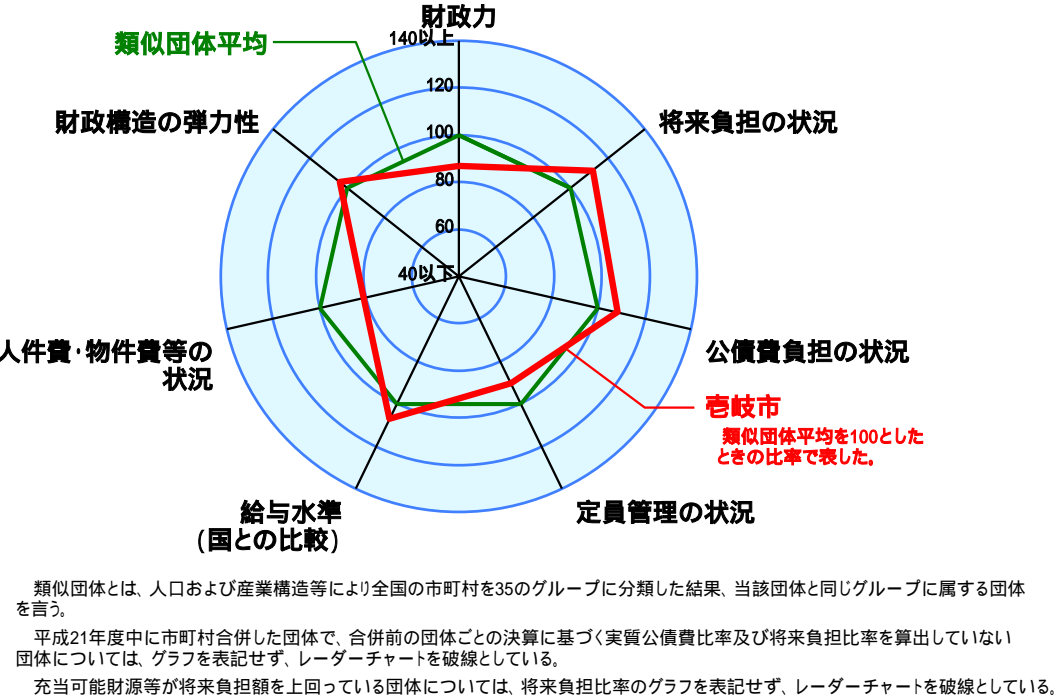 財政力
140以上
類似団体平均
120
財政構造の弾力性
将来負担の状況
100
80
60
40以下
人件費・物件費等の
状況
公債費負担の状況
壱岐市
類似団体平均を100とした
ときの比率で表した。
給与水準
(国との比較)
定員管理の状況
類似団体とは、人口および産業構造等により全国の市町村を35のグループに分類した結果、当該団体と同じグループに属する団体
を言う。
平成21年度中に市町村合併した団体で、合併前の団体ごとの決算に基づく実質公債費比率及び将来負担比率を算出していない
団体については、グラフを表記せず、レーダーチャートを破線としている。
充当可能財源等が将来負担額を上回っている団体については、将来負担比率のグラフを表記せず、レーダーチャートを破線としている。